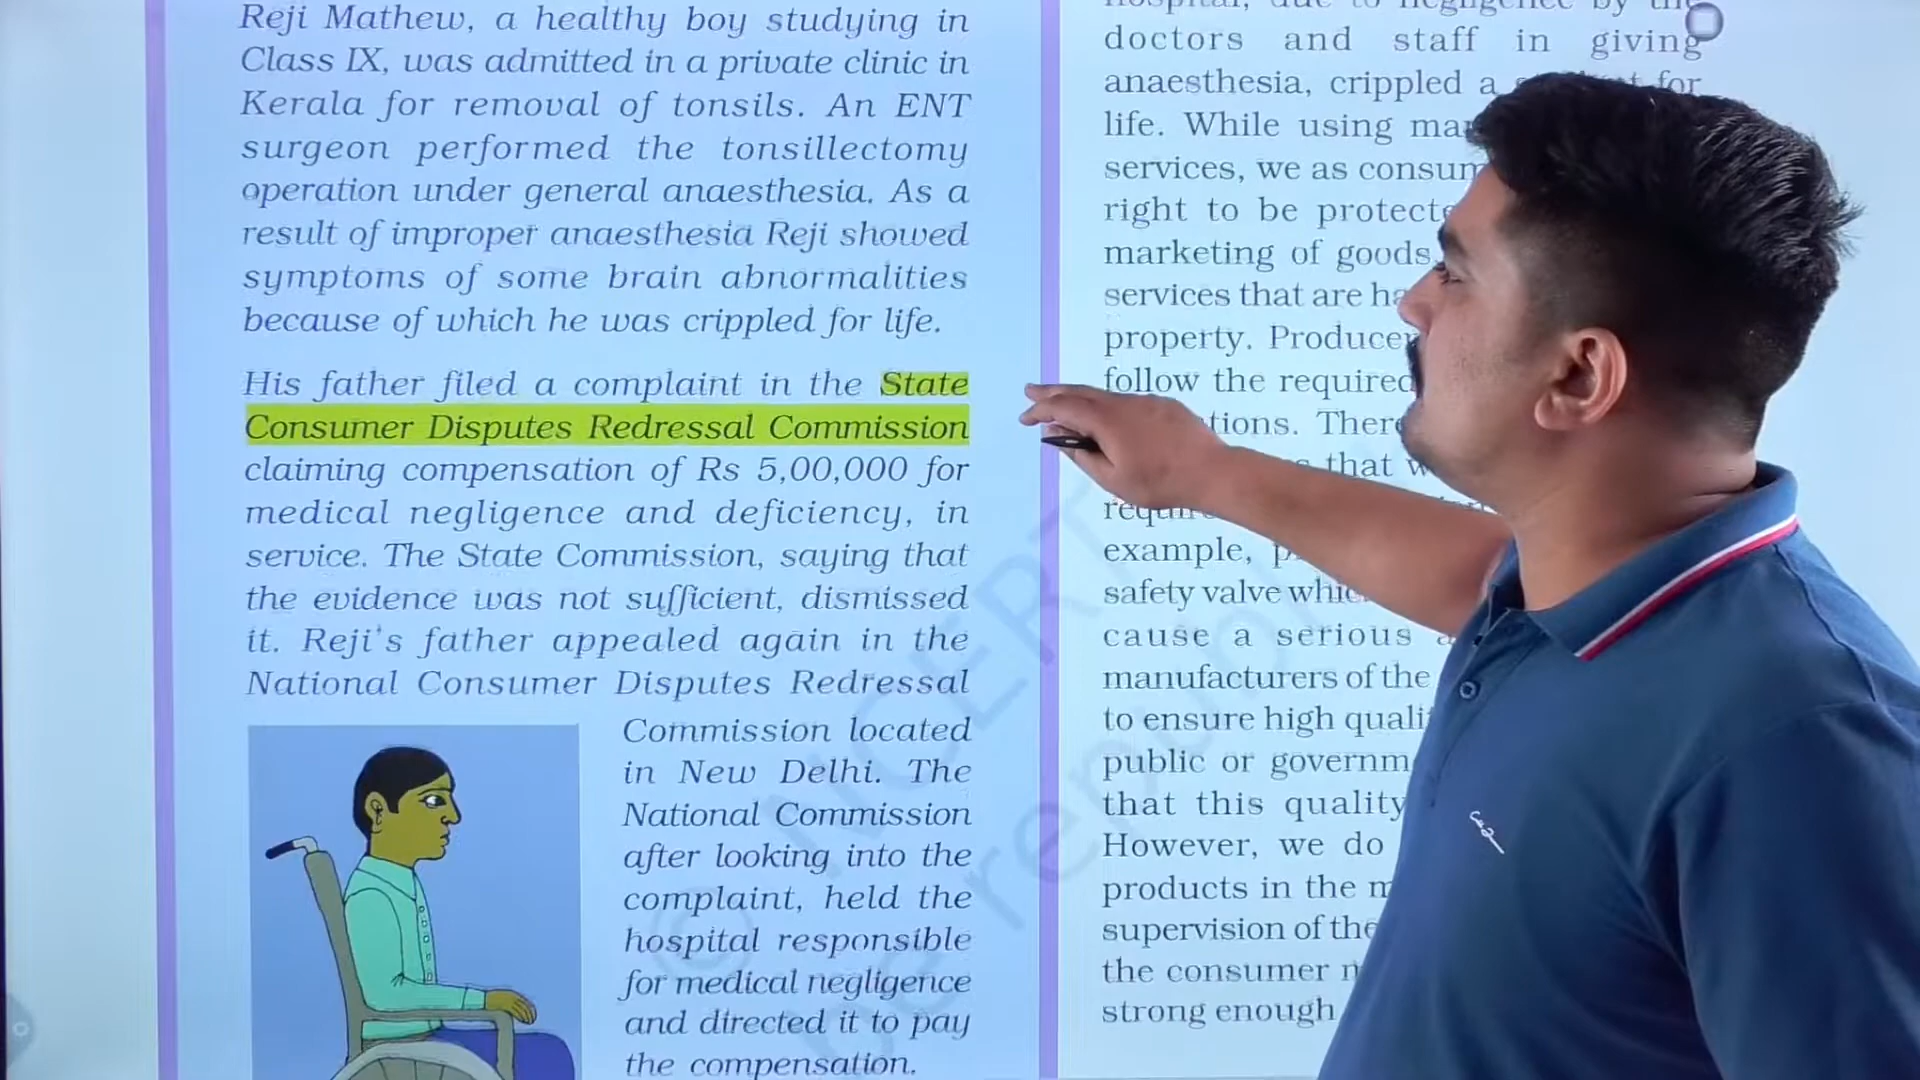 Reji Mathew, a healthy boy studying in
Class IX, was admitted in a private clinic in
Kerala for removal of tonsils. An ENT
surgeon performed the tonsillectomy
operation under general anaesthesia. As a
result of improper anaesthesia Reji showed
symptoms of some brain abnormalities
because of which he was crippled for life.
His father filed a complaint in the State
Consumer Disputes Redressal Commission
claiming compensation of Rs 5,00,000 for
medical negligence and deficiency, in
service. The State Commission, saying that
the evidence was not sufficient, dismissed
it. Reji's father appealed again in the
National Consumer Disputes Redressal
Commission located
in New Delhi. The
National Commission
after looking into the
complaint, held the
hospital responsible
for medical negligence
and directed it to pay
the compensation.
hospital, due to negligence by the
doctors and staff in giving
anaesthesia, crippled a for
life. While using
services, we as
right to be
marketing of goods
services that are
property.
follow the required
that
example,
safety valve
cause a serious
manufacturers of the
to ensure high
public or
that this quality
However, we do
products in the
supervision of the
the consumer
strong enough
© NCERT
be